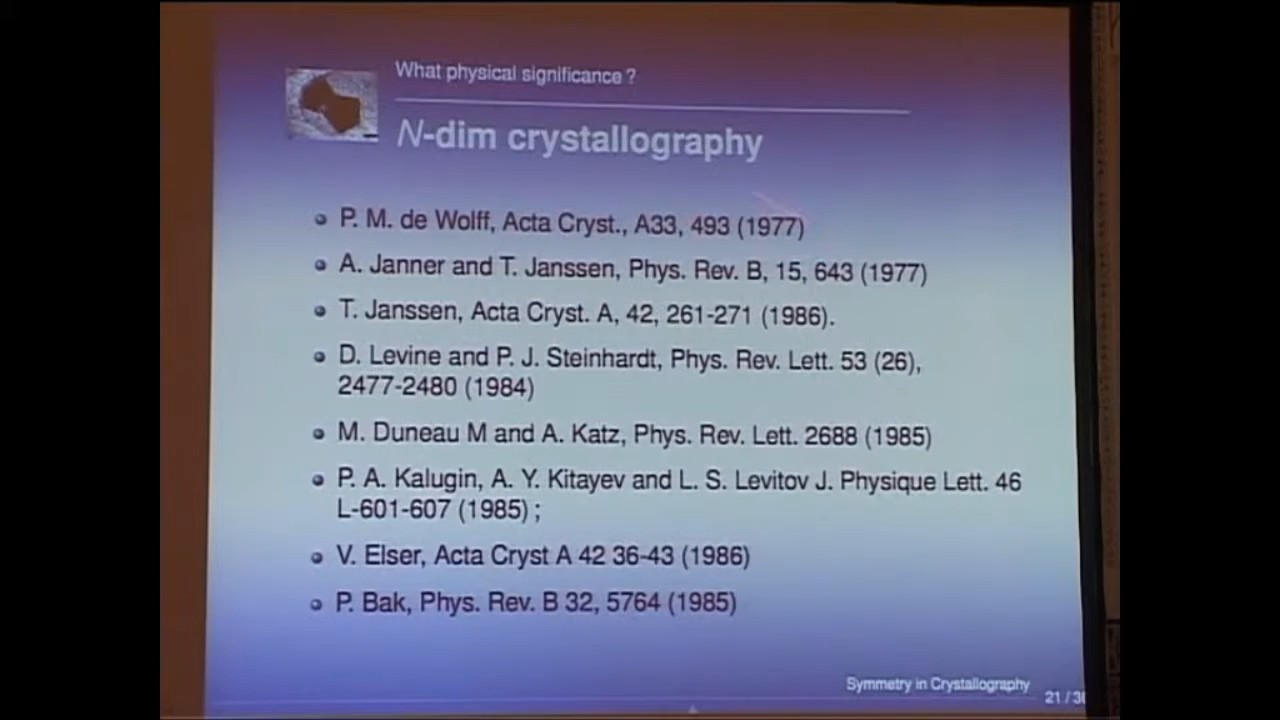 What physical significance ?
N-dim crystallography
P. M. de Wolff, Acta Cryst., A33, 493 (1977)
A. Janner and T. Janssen, Phys. Rev. B, 15, 643 (1977)
T. Janssen, Acta Cryst. A, 42, 261-271 (1986).
D. Levine and P. J. Steinhardt, Phys. Rev. Lett. 53 (26),
2477-2480 (1984)
M. Duneau M and A. Katz, Phys. Rev. Lett. 2688 (1985)
P. A. Kalugin, A. Y. Kitayev and L. S. Levitov J. Physique Lett. 46
L-601-607 (1985) ;
V. Elser, Acta Cryst A 42 36-43 (1986)
P. Bak, Phys. Rev. B 32, 5764 (1985)
Symmetry in Crystallography
21 /